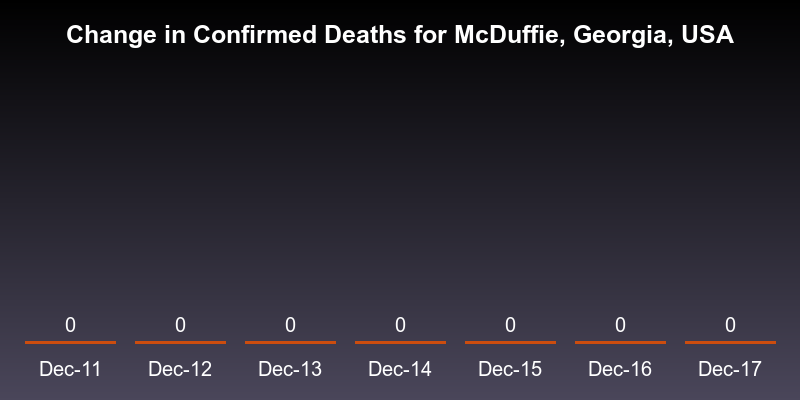 Change in Confirmed Deaths for McDuffie, Georgia, USA
0 0 0 0 0 0 0
Dec-11 Dec-12 Dec-13 Dec-14 Dec-15 Dec-16 Dec-17